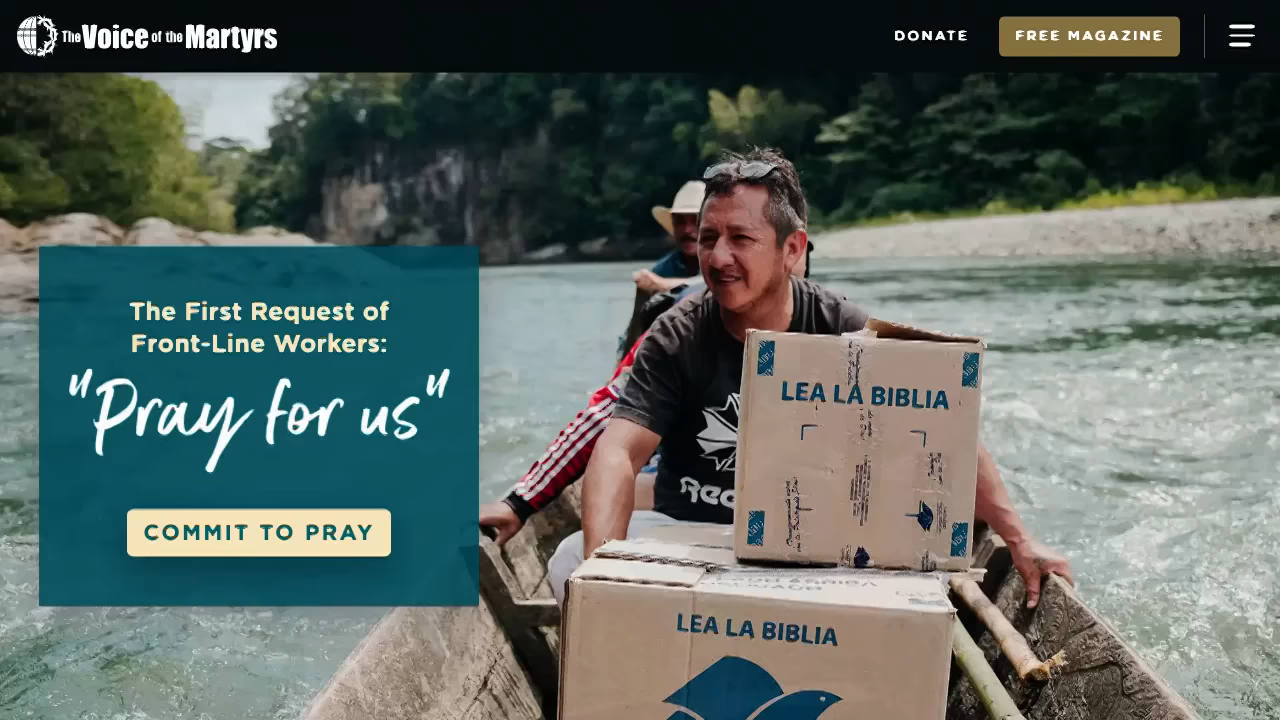 The Voice of the Martyrs
DONATE
FREE MAGAZINE
The First Request of
Front-Line Workers:
"Pray for us"
COMMIT TO PRAY
LEA LA BIBLIA
LEA LA BIBLIA